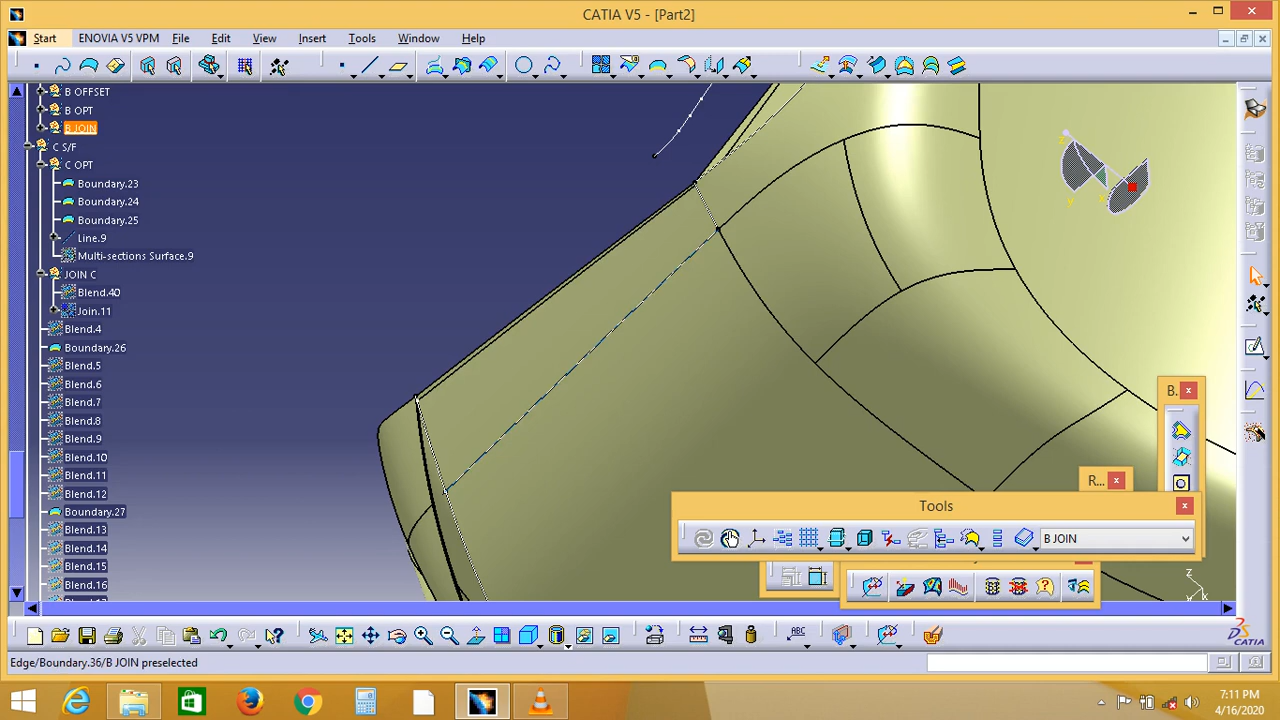 CATIA V5 - [Part2]
Start ENOVIA V5 VPM File Edit View Insert Tools Window Help
B OFFSET
B OPT
B JOIN
C S/F
C OPT
Boundary.23
Boundary.24
Boundary.25
Line.9
Multi-sections Surface.9
JOIN C
Blend.40
Join.11
Blend.4
Boundary.26
Blend.5
Blend.6
Blend.7
Blend.8
Blend.9
Blend.10
Blend.11
Blend.12
Boundary.27
Blend.13
Blend.14
Blend.15
Blend.16
z
y
x
B.
R...
Tools
B JOIN
z
x
ABC
CATIA
Edge/Boundary.36/B JOIN preselected
7:11 PM
4/16/2020